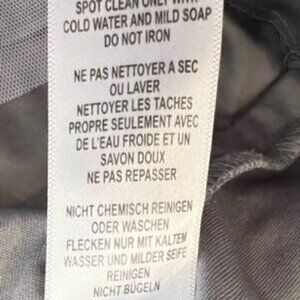 SPOT CLEAN ONLY WITH
COLD WATER AND MILD SOAP
DO NOT IRON
NE PAS NETTOYER A SEC
OU LAVER
NETTOYER LES TACHES
PROPRE SEULEMENT AVEC
DE L'EAU FROIDE ET UN
SAVON DOUX
NE PAS REPASSER
NICHT CHEMISCH REINIGEN
ODER WASCHEN
FLECKEN NUR MIT KALTEM
WASSER UND MILDER SEIFE
REINIGEN
NICHT BÜGELN